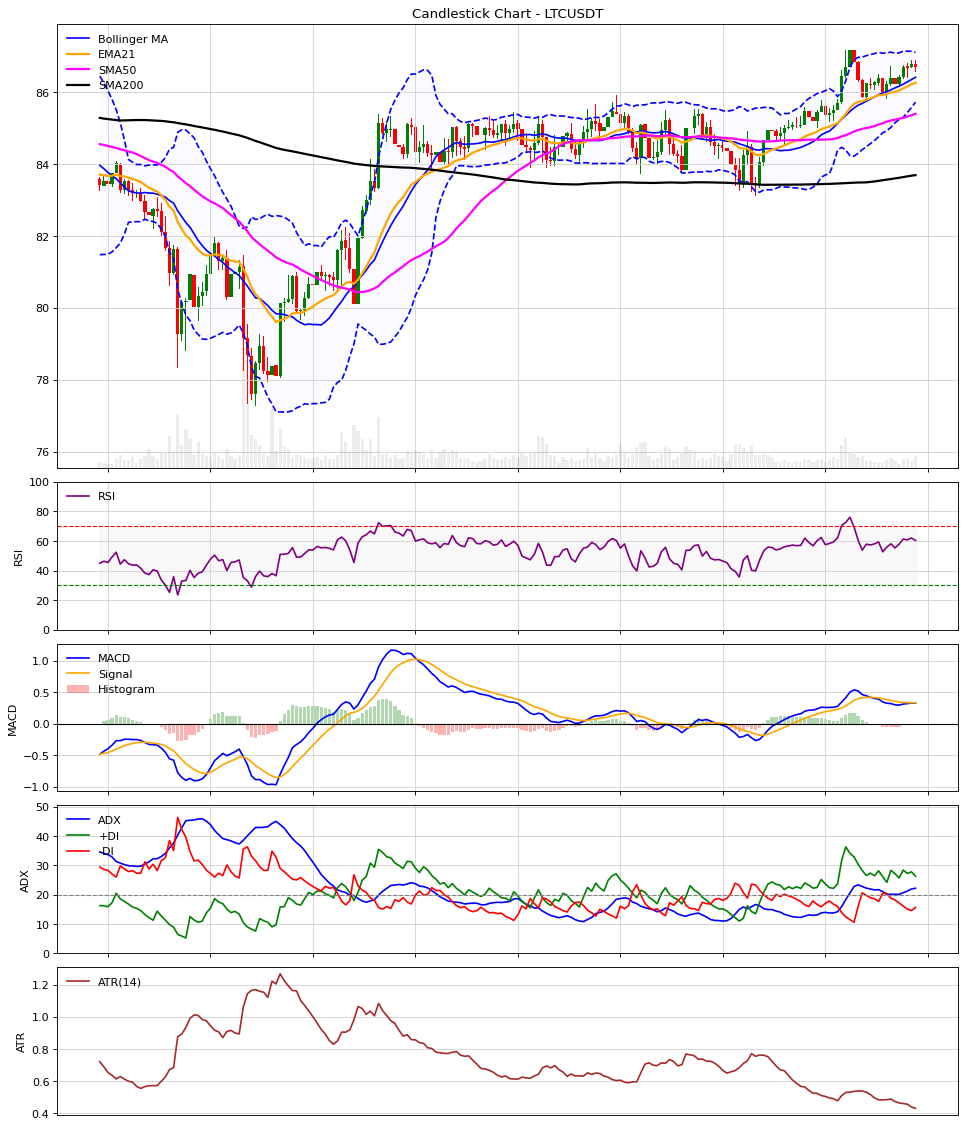 Candlestick Chart - LTCUSDT
Bollinger MA
EMA21
SMA50
SMA200
86
84
82
80
78
76
100
80
60
40
20
0
RSI
RSI
1.0
0.5
0.0
−0.5
−1.0
MACD
MACD
Signal
Histogram
50
40
30
20
10
0
ADX
ADX
+DI
-DI
1.2
1.0
0.8
0.6
0.4
ATR
ATR(14)